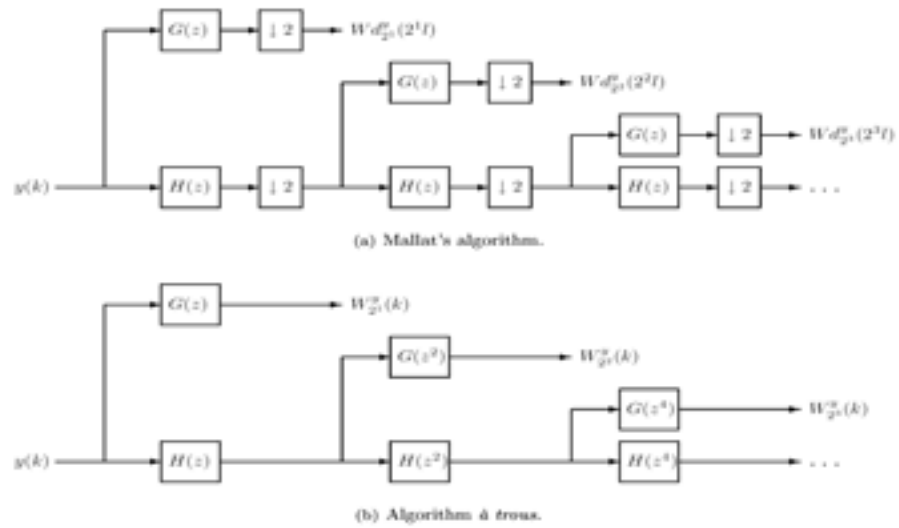 G(z) ↓ 2
G(z) ↓ 2
G(z) ↓ 2
y(k) H(z) ↓ 2 H(z) ↓ 2 H(z) ↓ 2 . . .
(a) Mallat's algorithm.
G(z)
G(z²)
G(z⁴)
y(k) H(z) H(z²) H(z⁴) . . .
(b) Algorithm à trous.